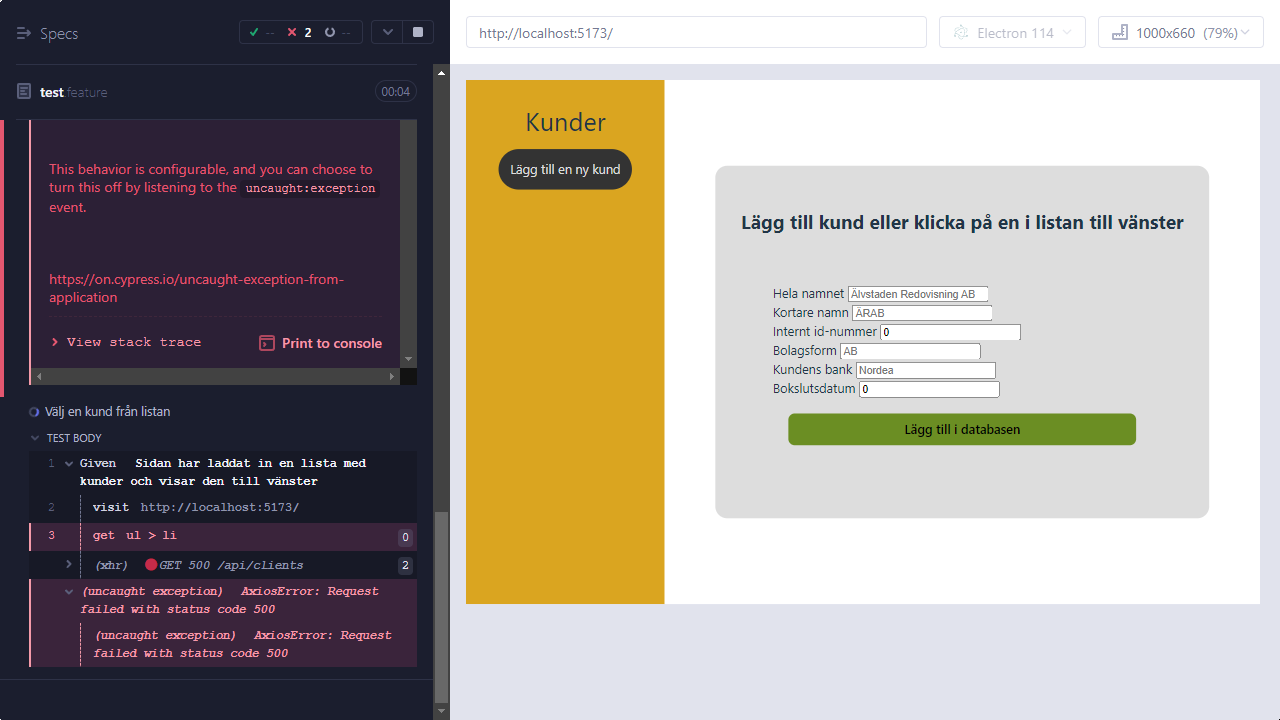 Specs
-- 2 --
test.feature
00:04
This behavior is configurable, and you can choose to
turn this off by listening to the uncaught:exception
event.
https://on.cypress.io/uncaught-exception-from-
application
> View stack trace
Print to console
Välj en kund från listan
TEST BODY
1 Given Sidan har laddat in en lista med
kunder och visar den till vänster
2 visit http://localhost:5173/
3 get ul > li 0
(xhr) GET 500 /api/clients 2
(uncaught exception) AxiosError: Request
failed with status code 500
(uncaught exception) AxiosError: Request
failed with status code 500
http://localhost:5173/
Electron 114
1000x660 (79%)
Kunder
Lägg till en ny kund
Lägg till kund eller klicka på en i listan till vänster
Hela namnet Älvstaden Redovisning AB
Kortare namn ÄRAB
Internt id-nummer 0
Bolagsform AB
Kundens bank Nordea
Bokslutsdatum 0
Lägg till i databasen